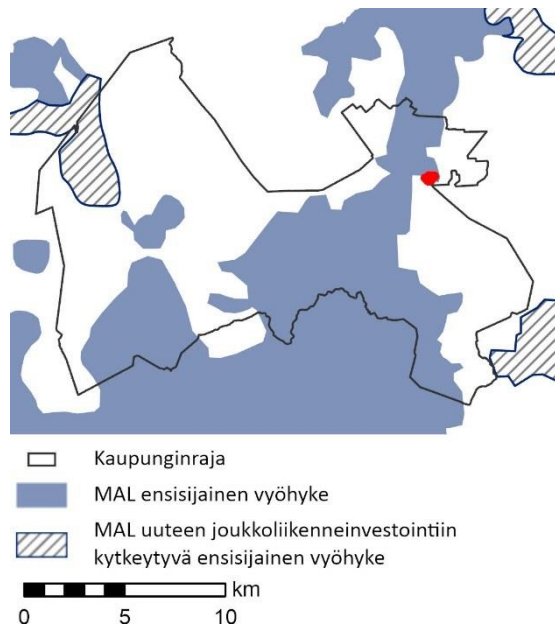 Kaupunginraja
MAL ensisijainen vyöhyke
MAL uuteen joukkoliikenneinvestointiin
kytkeytyvä ensisijainen vyöhyke
km
0 5 10